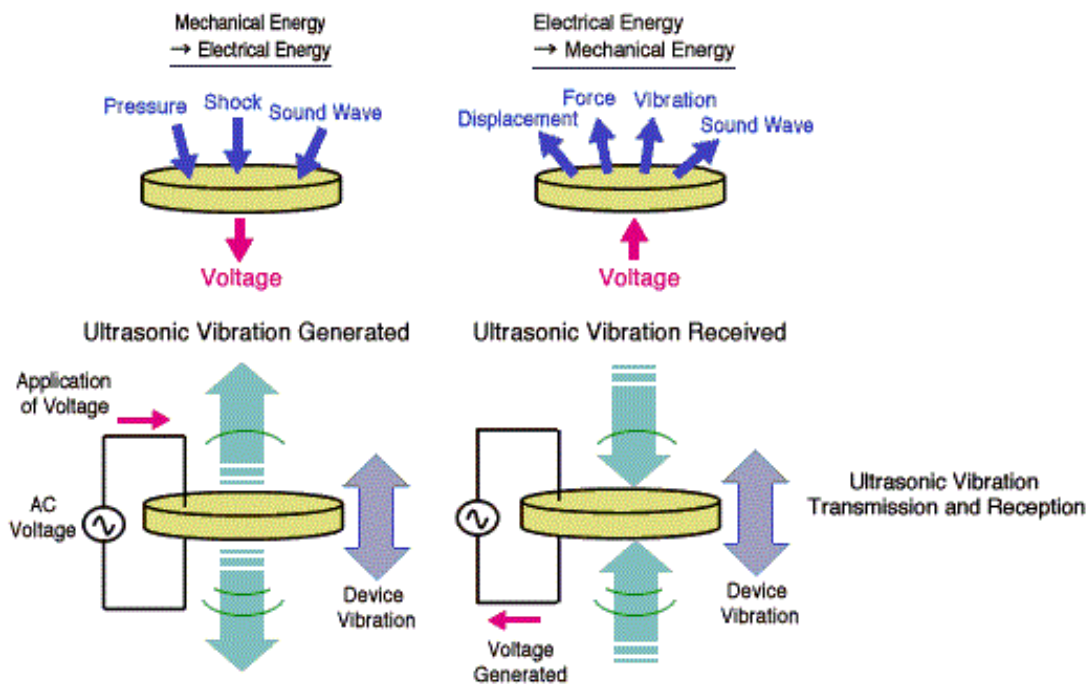 Mechanical Energy
→ Electrical Energy
Electrical Energy
→ Mechanical Energy
Pressure
Shock
Sound Wave
Displacement
Force
Vibration
Sound Wave
Voltage
Voltage
Ultrasonic Vibration Generated
Ultrasonic Vibration Received
Application
of Voltage
AC
Voltage
Device
Vibration
Voltage
Generated
Device
Vibration
Ultrasonic Vibration
Transmission and Reception